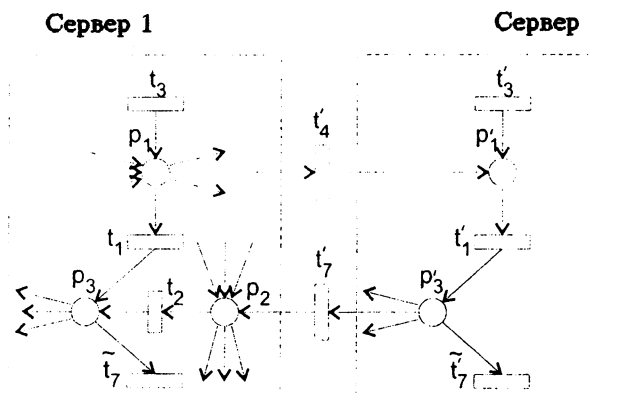 Сервер 1
Сервер
t₃
t′₃
t′₄
p₁
p′₁
t₁
t′₁
t′₇
p₃
t₂
p₂
p′₃
t̃₇
t̃′₇